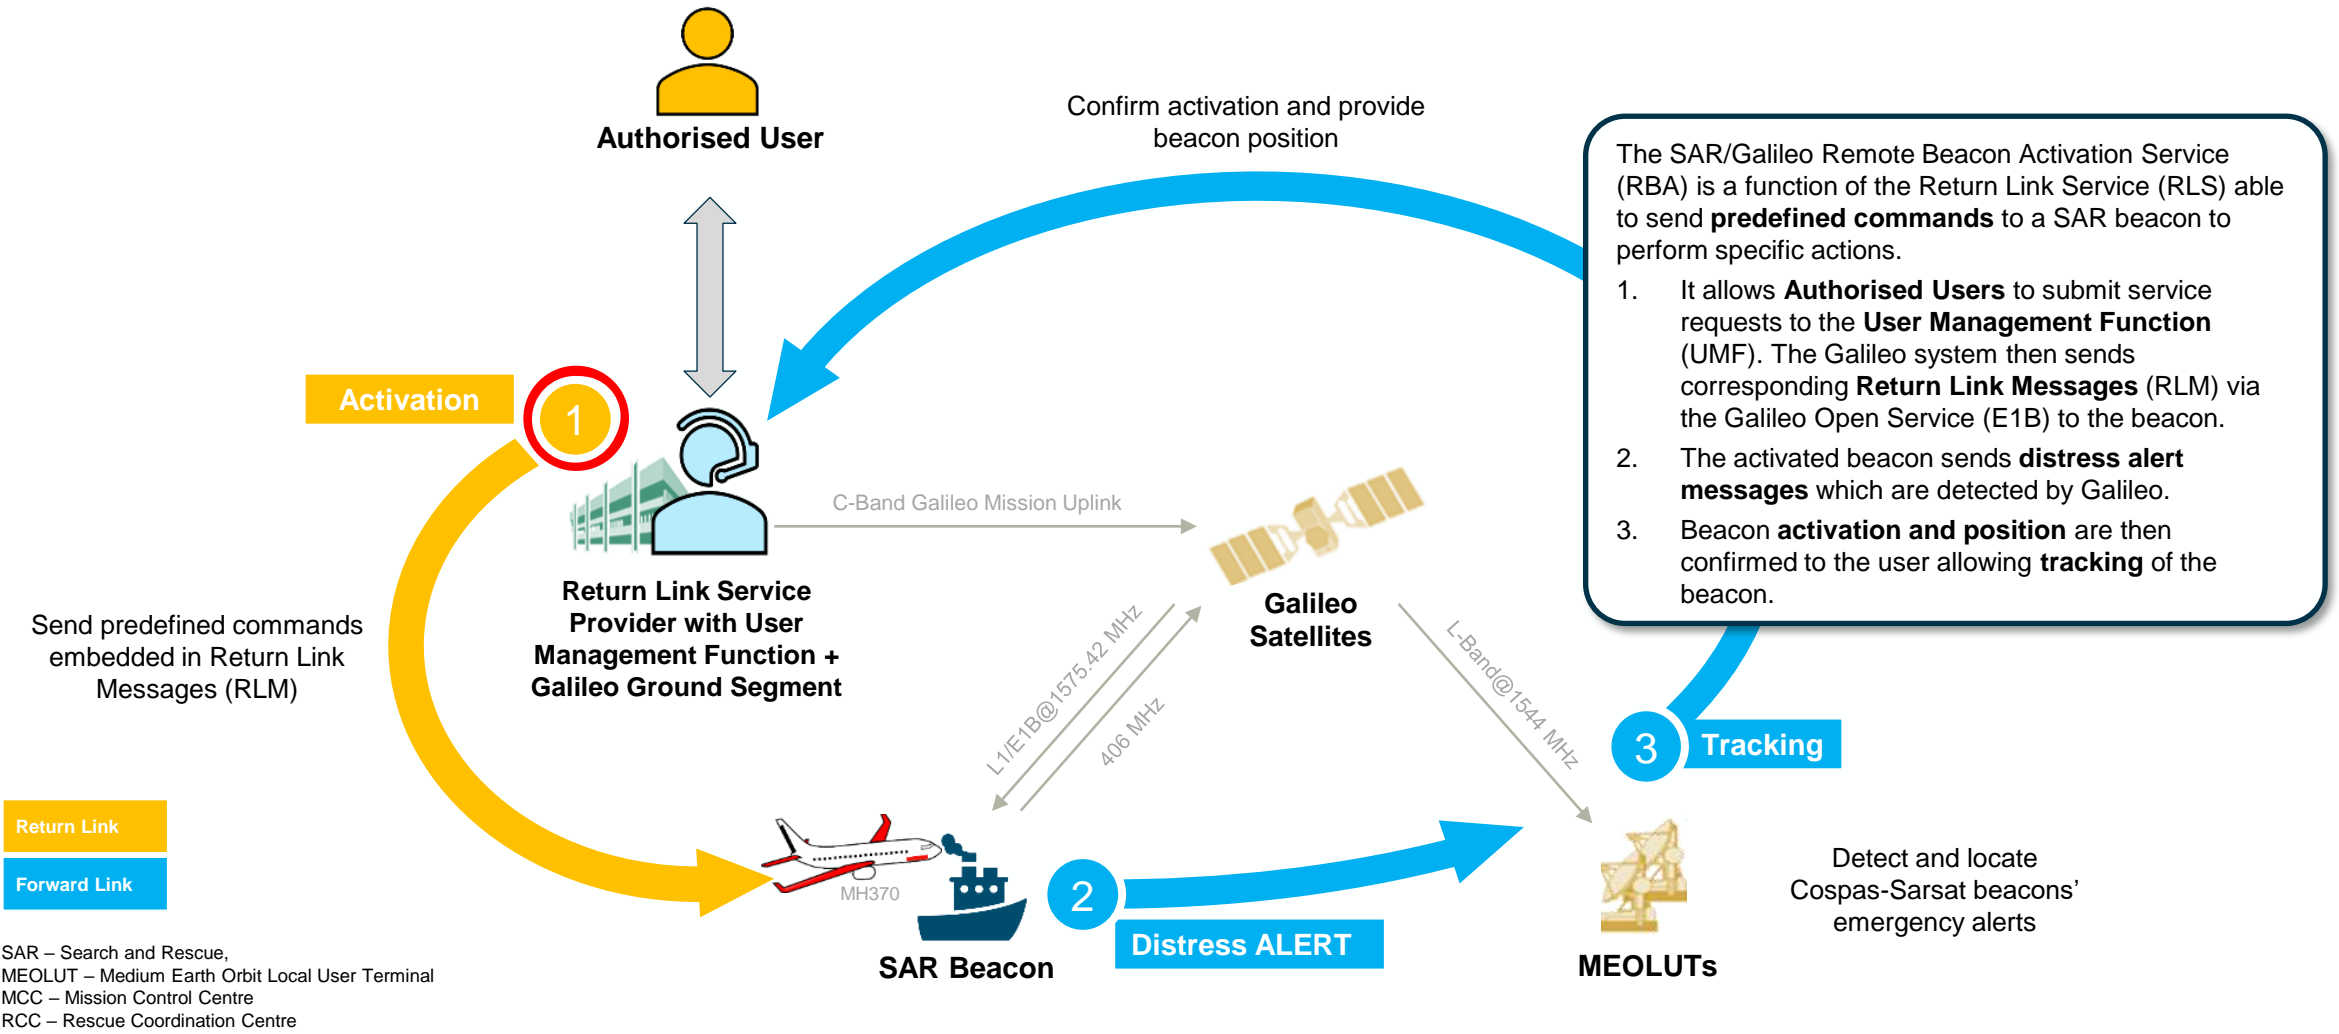 Authorised User
Confirm activation and provide
beacon position
The SAR/Galileo Remote Beacon Activation Service
(RBA) is a function of the Return Link Service (RLS) able
to send predefined commands to a SAR beacon to
perform specific actions.
1. It allows Authorised Users to submit service
requests to the User Management Function
(UMF). The Galileo system then sends
corresponding Return Link Messages (RLM) via
the Galileo Open Service (E1B) to the beacon.
2. The activated beacon sends distress alert
messages which are detected by Galileo.
3. Beacon activation and position are then
confirmed to the user allowing tracking of the
beacon.
Activation
1
C-Band Galileo Mission Uplink
Return Link Service
Provider with User
Management Function +
Galileo Ground Segment
Galileo
Satellites
Send predefined commands
embedded in Return Link
Messages (RLM)
L1/E1B@1575.42 MHz
406 MHz
L-Band@1544 MHz
3
Tracking
Return Link
Forward Link
MH370
2
Distress ALERT
SAR Beacon
MEOLUTs
Detect and locate
Cospas-Sarsat beacons’
emergency alerts
SAR – Search and Rescue,
MEOLUT – Medium Earth Orbit Local User Terminal
MCC – Mission Control Centre
RCC – Rescue Coordination Centre